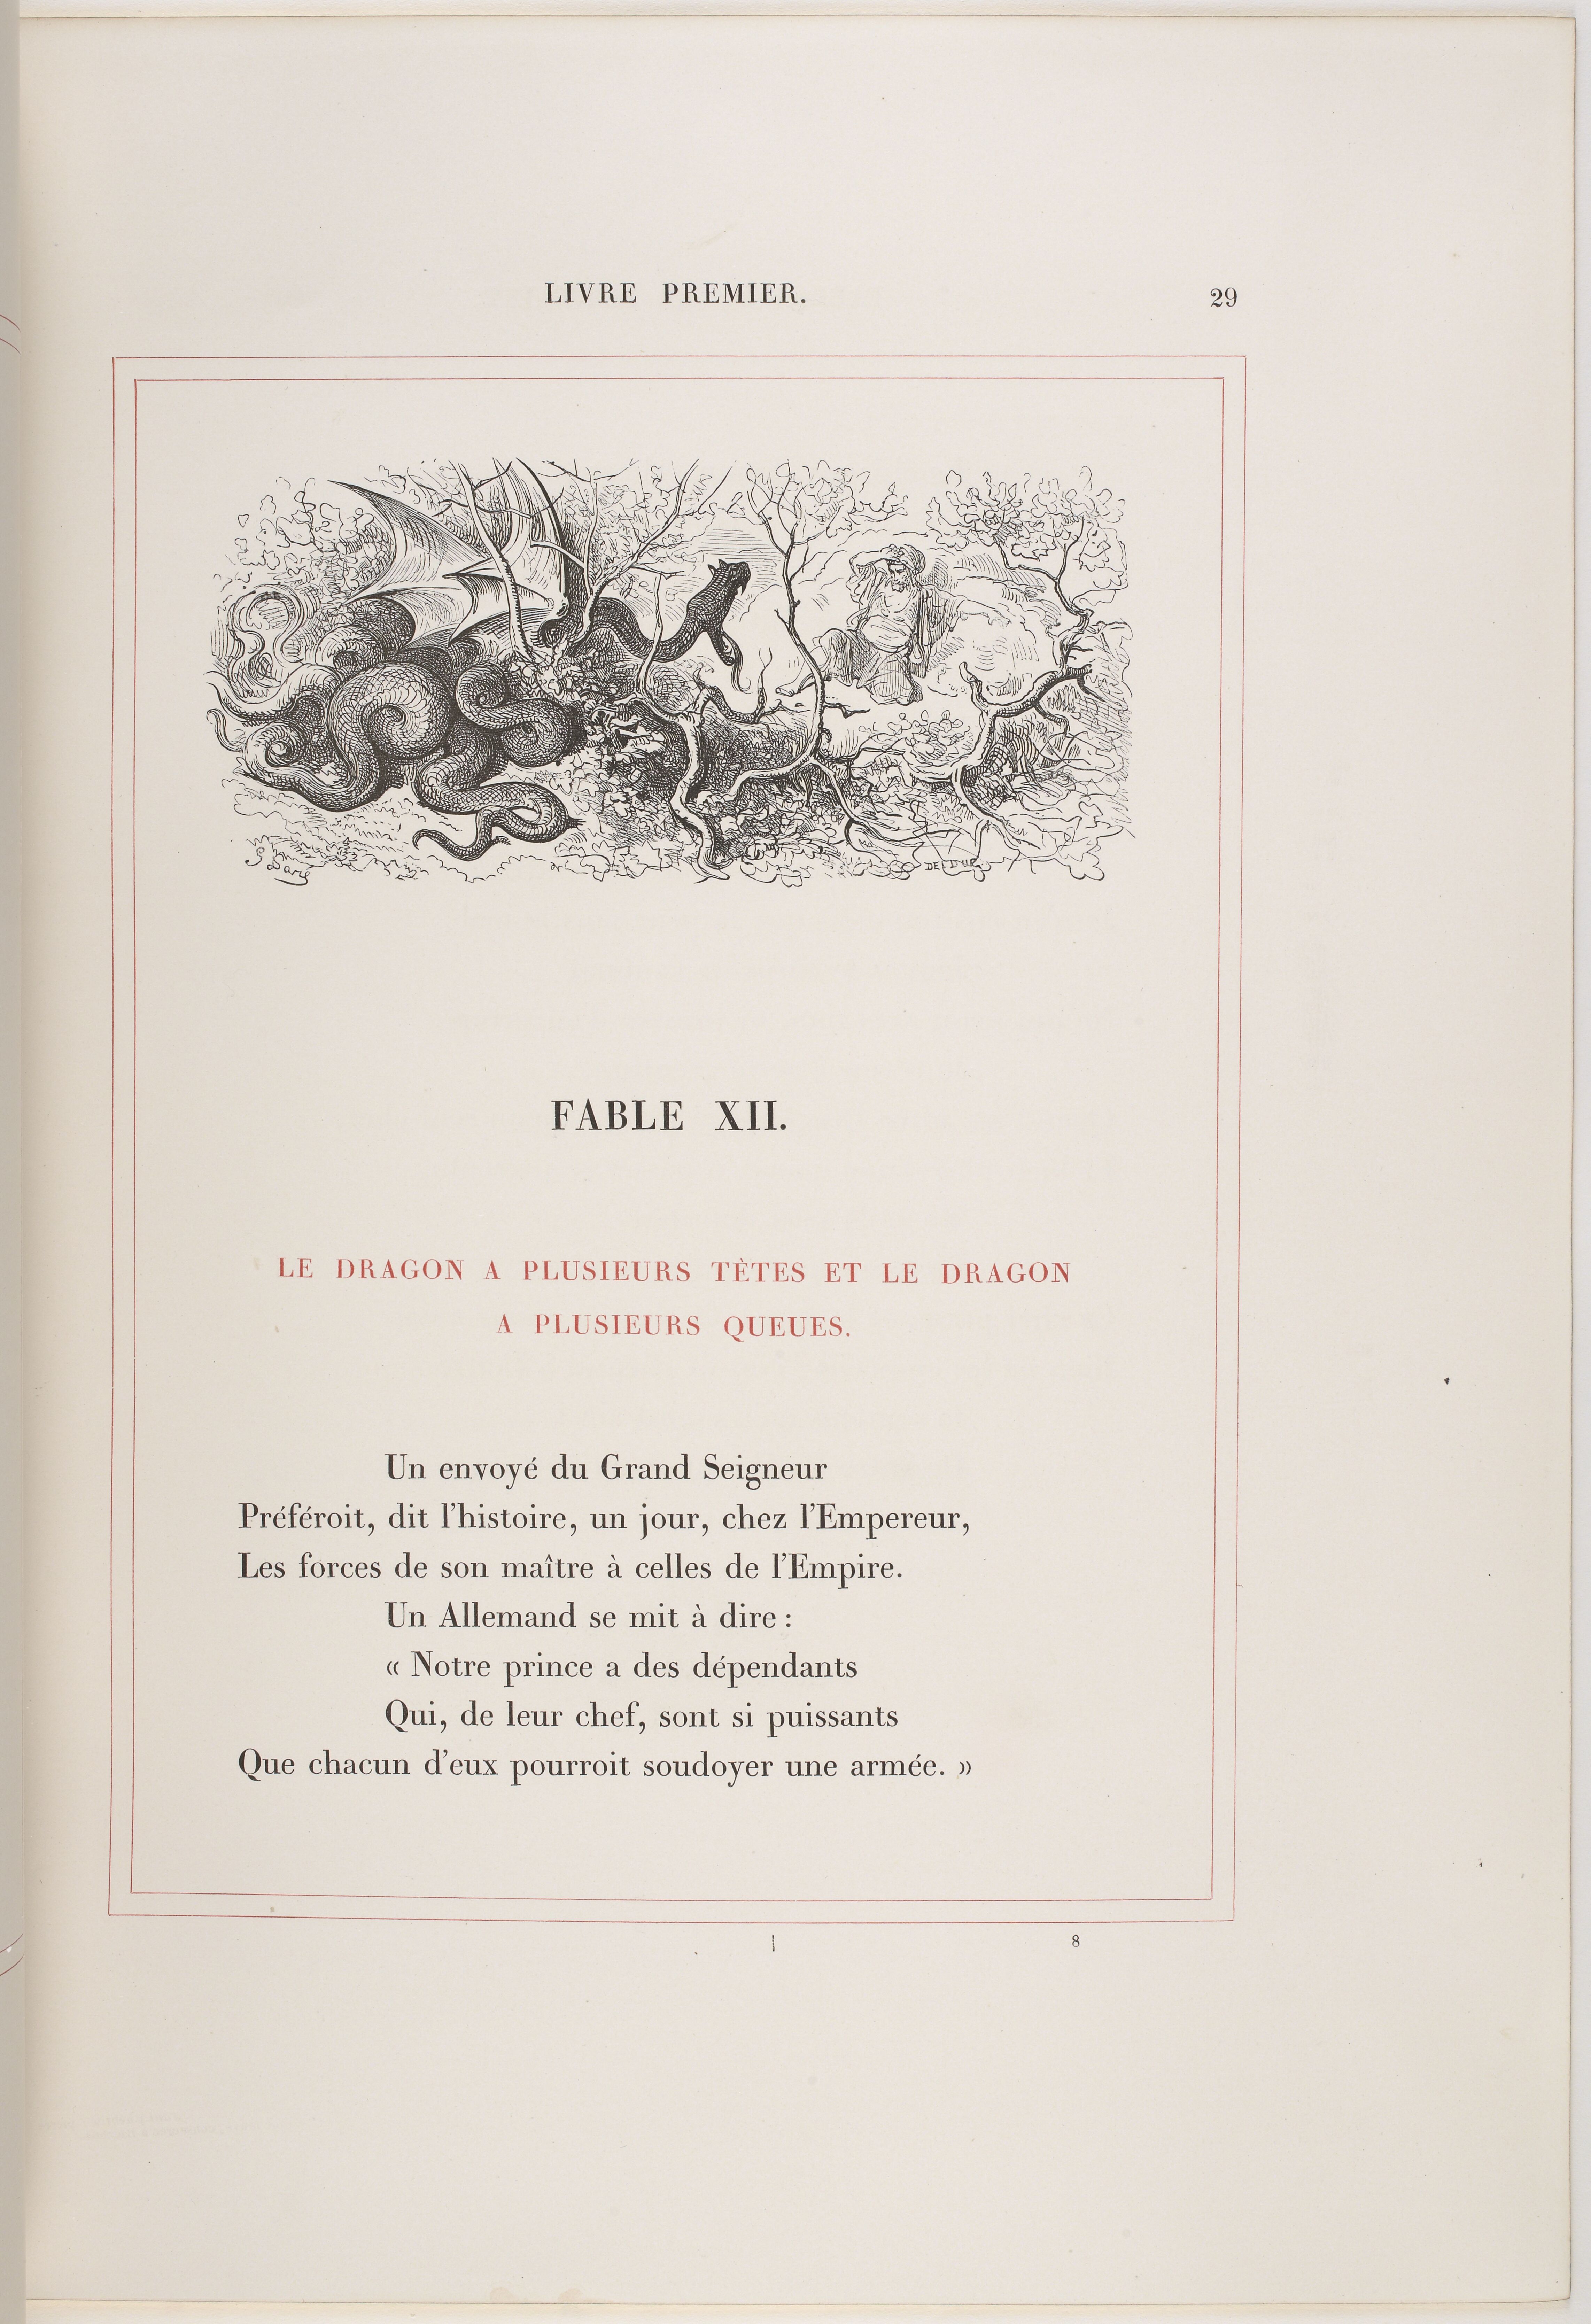 LIVRE PREMIER.
29
G Doré
DELDUC
FABLE XII.
LE DRAGON A PLUSIEURS TÊTES ET LE DRAGON
A PLUSIEURS QUEUES.
Un envoyé du Grand Seigneur
Préféroit, dit l'histoire, un jour, chez l'Empereur,
Les forces de son maître à celles de l'Empire.
Un Allemand se mit à dire :
« Notre prince a des dépendants
Qui, de leur chef, sont si puissants
Que chacun d'eux pourroit soudoyer une armée. »
8